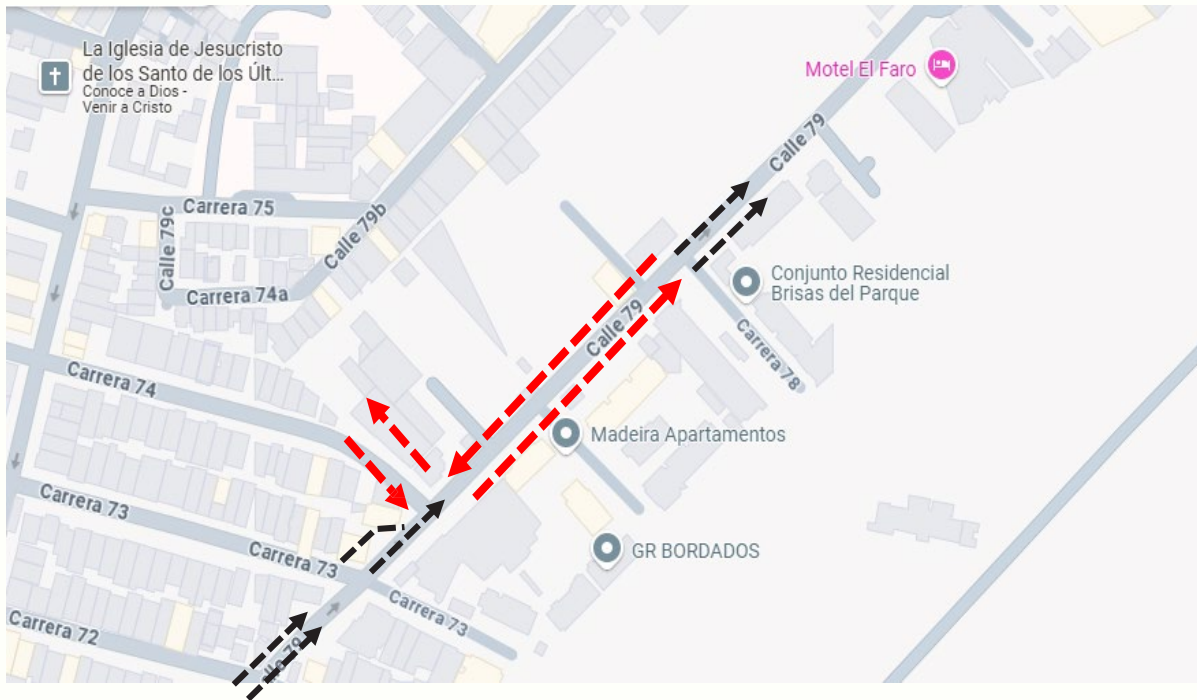 La Iglesia de Jesucristo
de los Santo de los Últ...
Conoce a Dios -
Venir a Cristo
Motel El Faro
Calle 79
Carrera 75
Calle 79c
Calle 79b
Carrera 74a
Conjunto Residencial
Brisas del Parque
Calle 79
Carrera 78
Carrera 74
Madeira Apartamentos
Carrera 73
Carrera 73
GR BORDADOS
Carrera 73
Carrera 72
alle 79